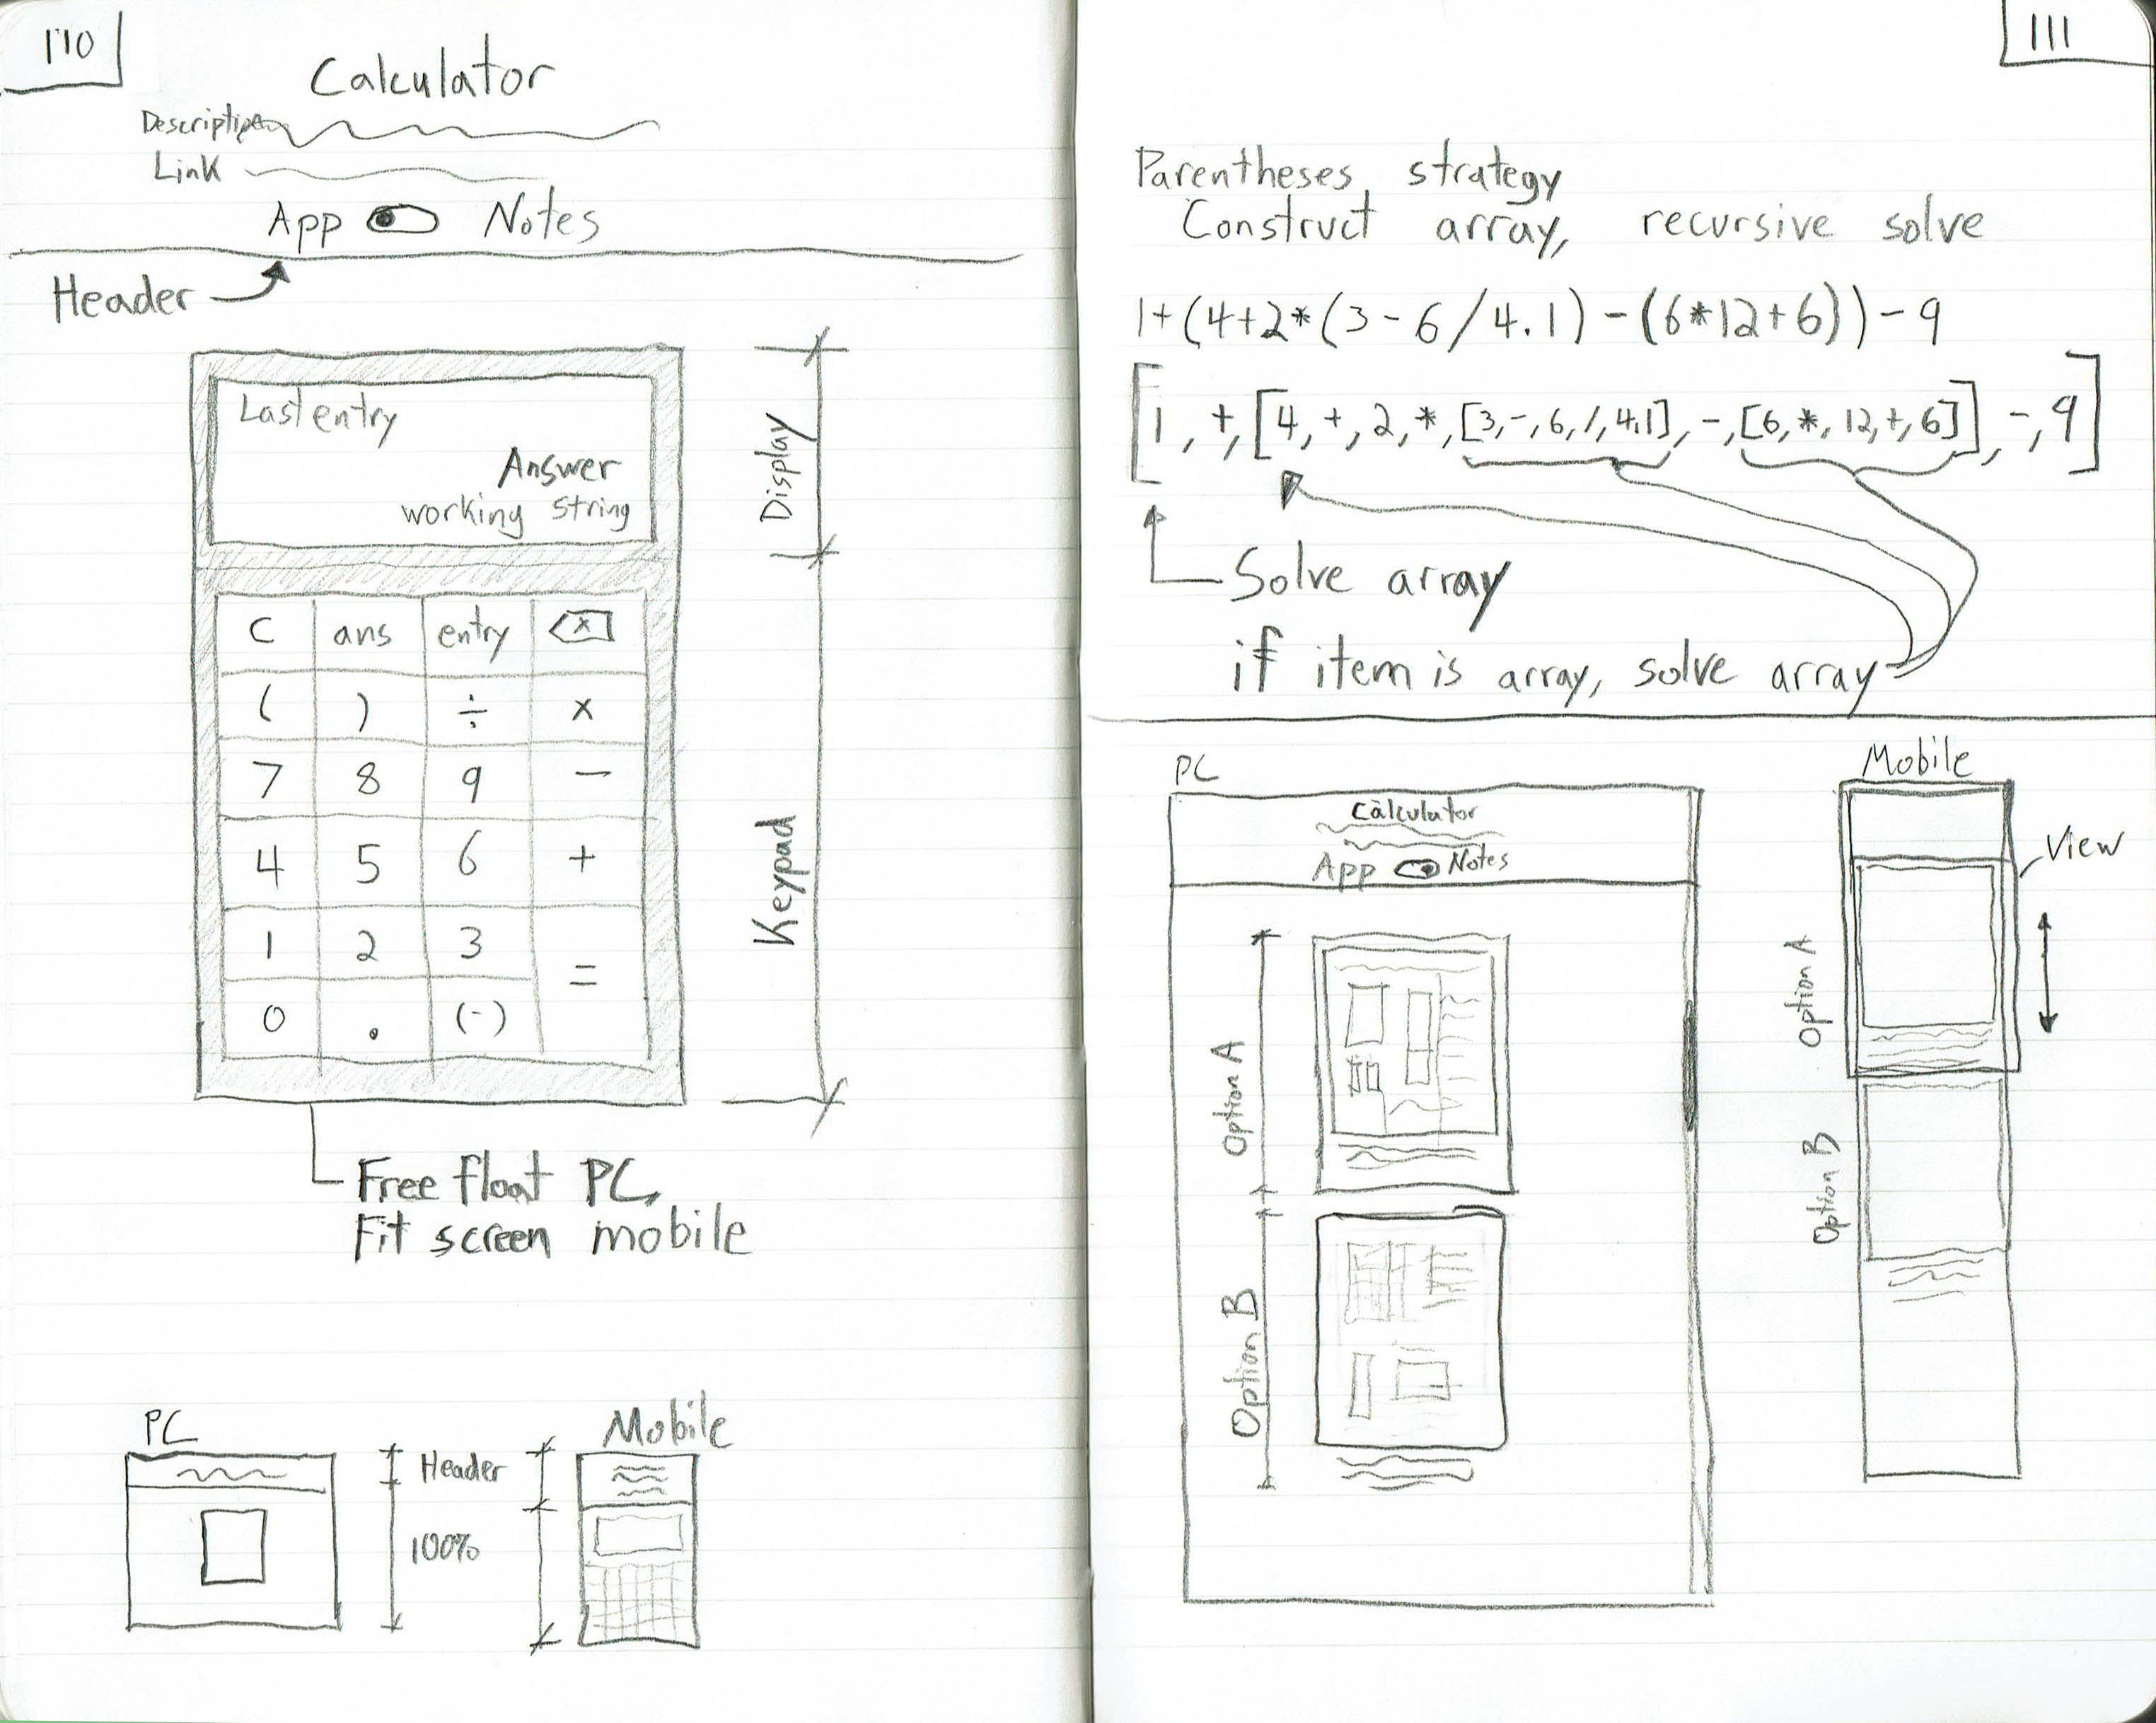 110
Calculator
Description
Link
App Notes
Header
Last entry
Answer
working string
Display
C ans entry x
( ) ÷ x
7 8 9 -
4 5 6 +
1 2 3 =
0 . (-)
Keypad
Free float PC,
Fit screen mobile
PC
Header
100%
Mobile
111
Parentheses, strategy
Construct array, recursive solve
1+(4+2*(3-6/4.1)-(6*12+6))-9
[1,+,[4,+,2,*,[3,-,6,/,4.1],-,[6,*,12,+,6]],-,9]
Solve array
if item is array, solve array
PC
Calculator
App Notes
Option A
Option B
Mobile
View
Option A
Option B